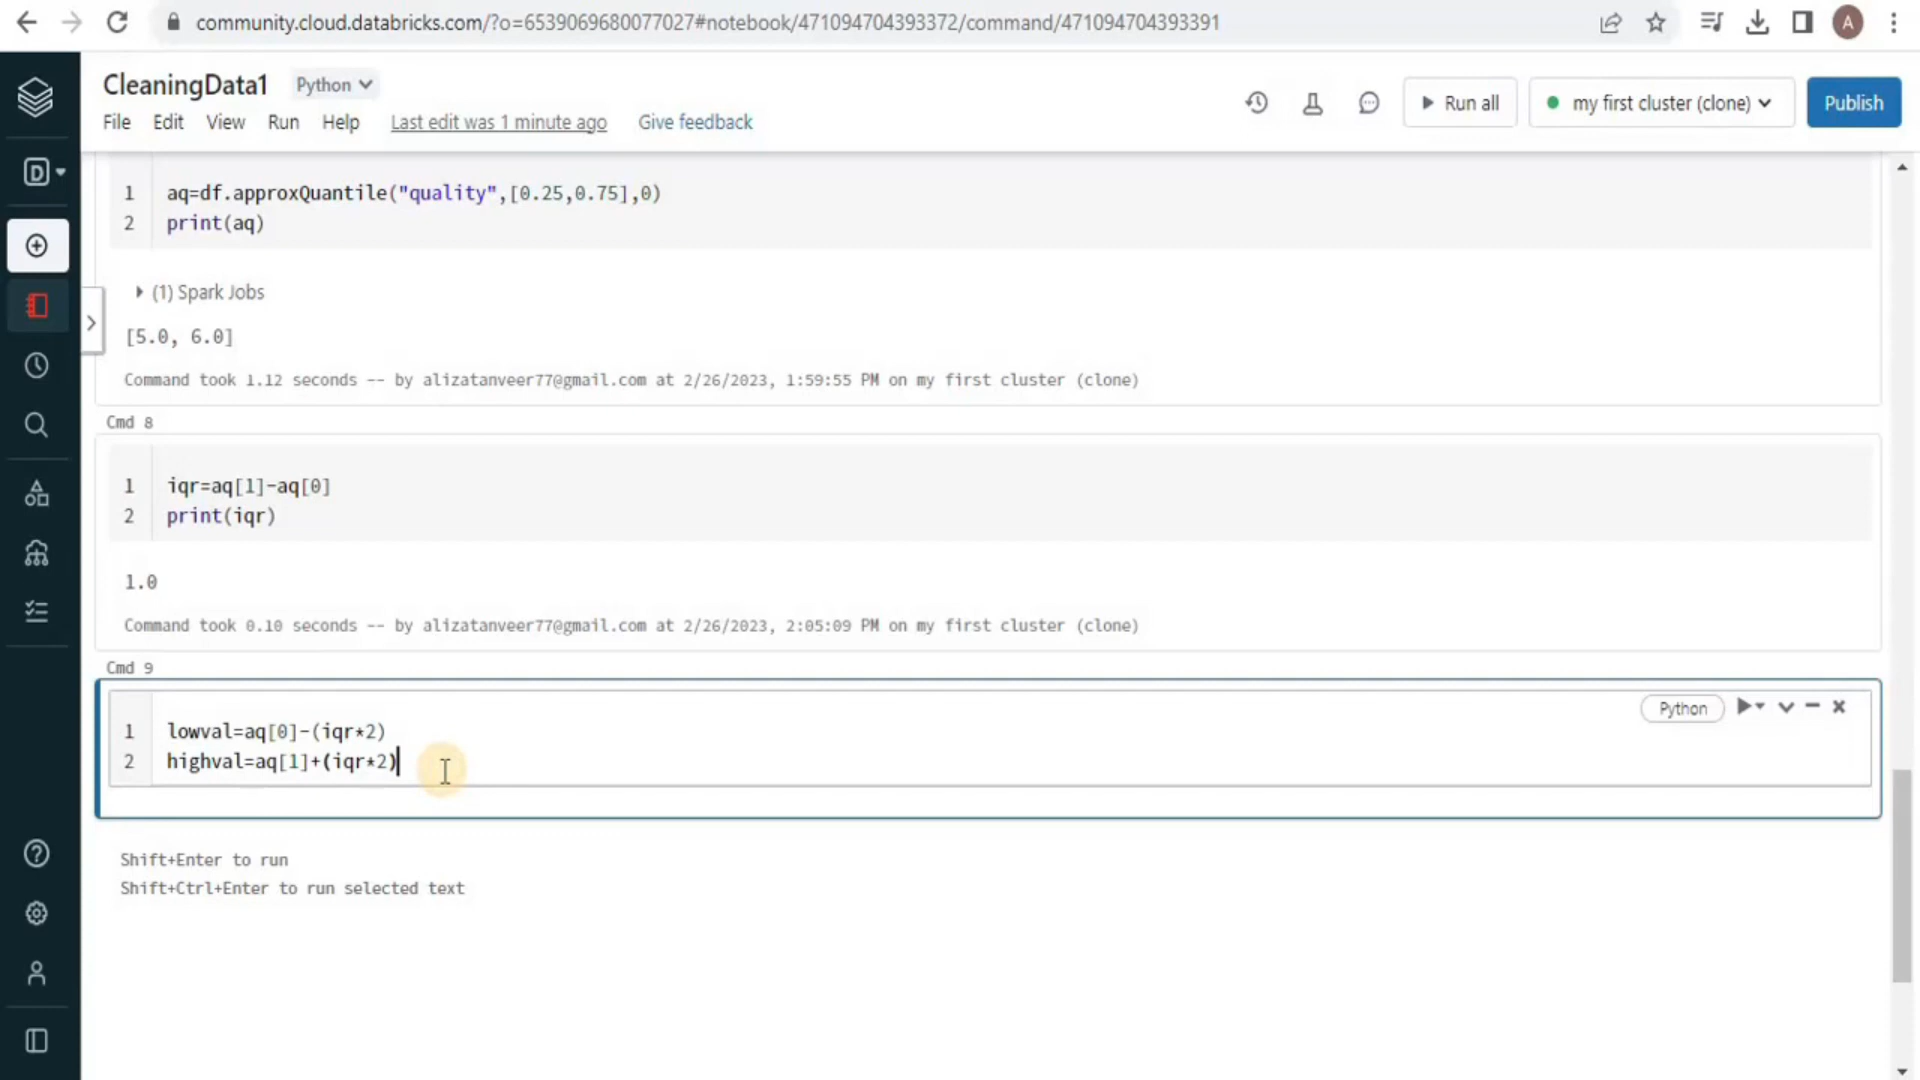 community.cloud.databricks.com/?o=6539069680077027#notebook/471094704393372/command/471094704393391
A
CleaningData1 Python
File Edit View Run Help Last edit was 1 minute ago Give feedback
Run all
my first cluster (clone)
Publish
D
1 aq=df.approxQuantile("quality",[0.25,0.75],0)
2 print(aq)
(1) Spark Jobs
[5.0, 6.0]
Command took 1.12 seconds -- by alizatanveer77@gmail.com at 2/26/2023, 1:59:55 PM on my first cluster (clone)
Cmd 8
1 iqr=aq[1]-aq[0]
2 print(iqr)
1.0
Command took 0.10 seconds -- by alizatanveer77@gmail.com at 2/26/2023, 2:05:09 PM on my first cluster (clone)
Cmd 9
Python
1 lowval=aq[0]-(iqr*2)
2 highval=aq[1]+(iqr*2)
Shift+Enter to run
Shift+Ctrl+Enter to run selected text